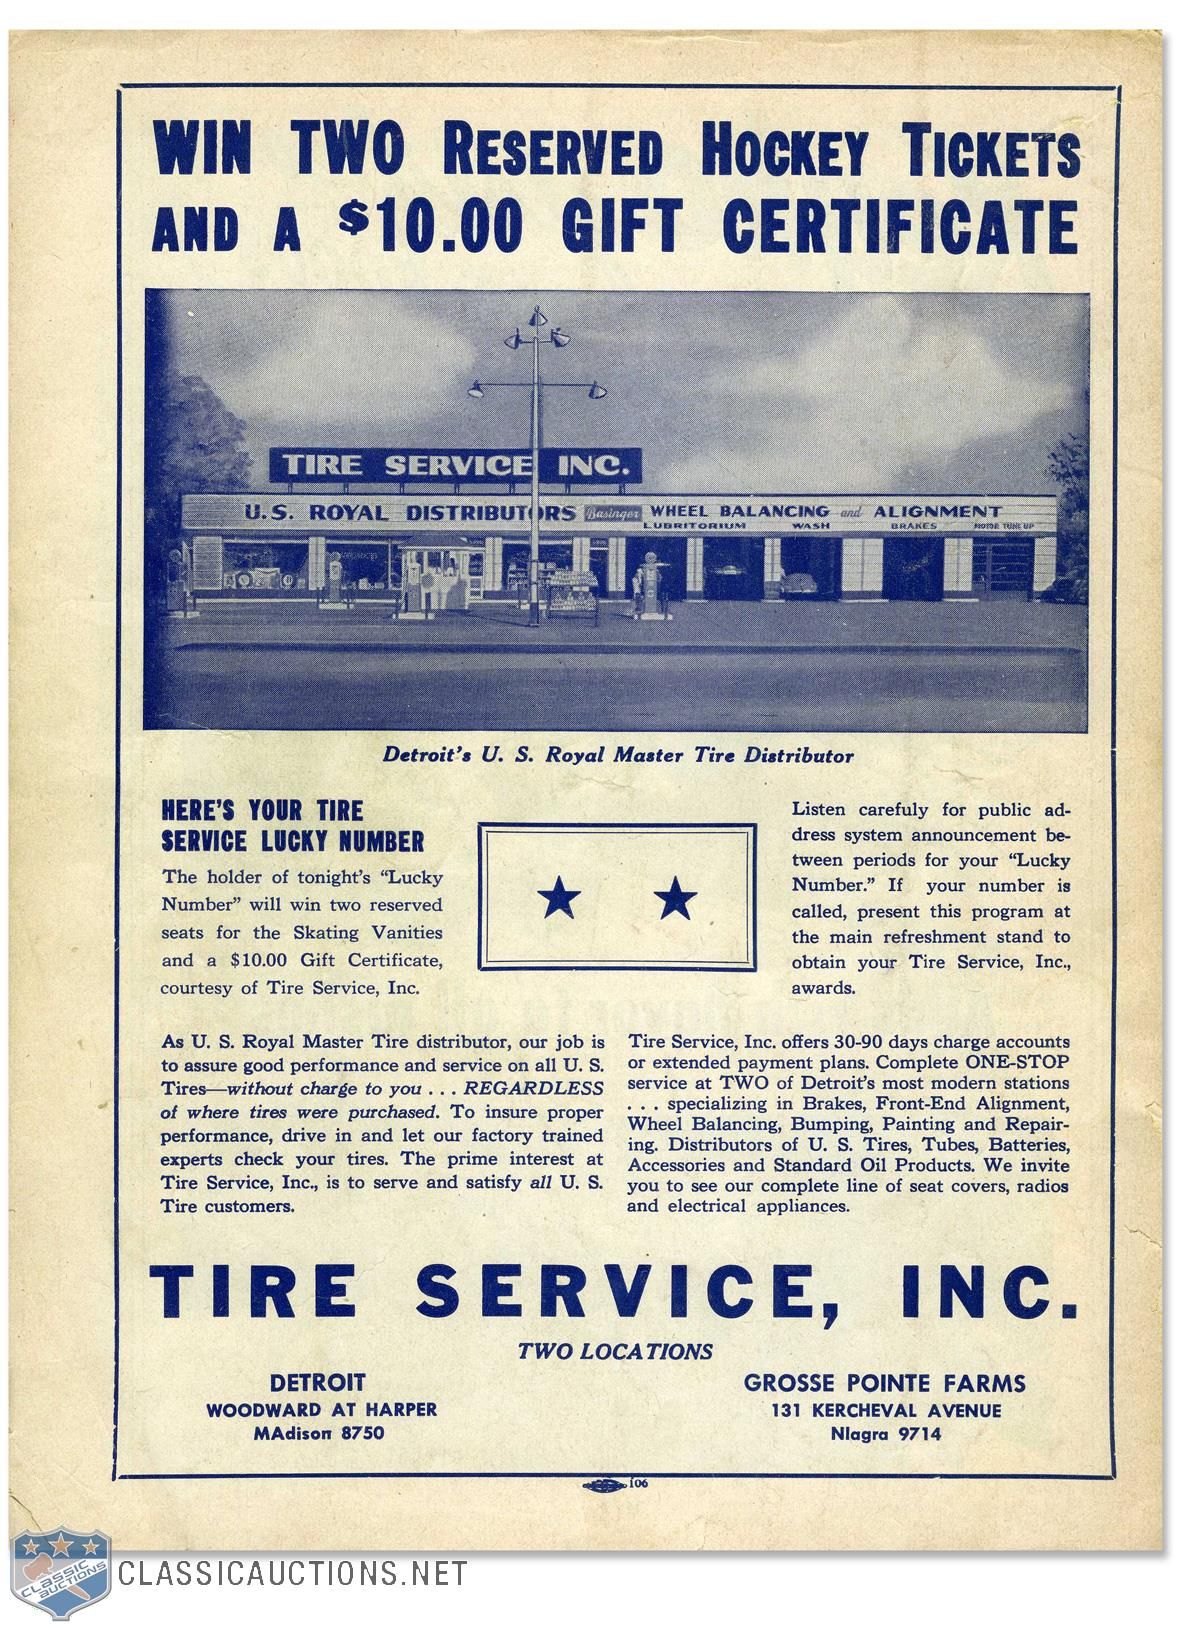 WIN TWO RESERVED HOCKEY TICKETS
AND A $10.00 GIFT CERTIFICATE
TIRE SERVICE INC.
U.S. ROYAL DISTRIBUTORS Basinger WHEEL BALANCING and ALIGNMENT
LUBRITORIUM WASH BRAKES MOTOR TUNE UP
Detroit's U. S. Royal Master Tire Distributor
HERE'S YOUR TIRE
SERVICE LUCKY NUMBER
The holder of tonight's "Lucky
Number" will win two reserved
seats for the Skating Vanities
and a $10.00 Gift Certificate,
courtesy of Tire Service, Inc.
Listen carefuly for public ad-
dress system announcement be-
tween periods for your "Lucky
Number." If your number is
called, present this program at
the main refreshment stand to
obtain your Tire Service, Inc.,
awards.
As U. S. Royal Master Tire distributor, our job is
to assure good performance and service on all U. S.
Tires—without charge to you . . . REGARDLESS
of where tires were purchased. To insure proper
performance, drive in and let our factory trained
experts check your tires. The prime interest at
Tire Service, Inc., is to serve and satisfy all U. S.
Tire customers.
Tire Service, Inc. offers 30-90 days charge accounts
or extended payment plans. Complete ONE-STOP
service at TWO of Detroit's most modern stations
. . . specializing in Brakes, Front-End Alignment,
Wheel Balancing, Bumping, Painting and Repair-
ing. Distributors of U. S. Tires, Tubes, Batteries,
Accessories and Standard Oil Products. We invite
you to see our complete line of seat covers, radios
and electrical appliances.
TIRE SERVICE, INC.
TWO LOCATIONS
DETROIT
WOODWARD AT HARPER
MAdison 8750
GROSSE POINTE FARMS
131 KERCHEVAL AVENUE
NIagra 9714
106
CLASSIC AUCTIONS
CLASSICAUCTIONS.NET